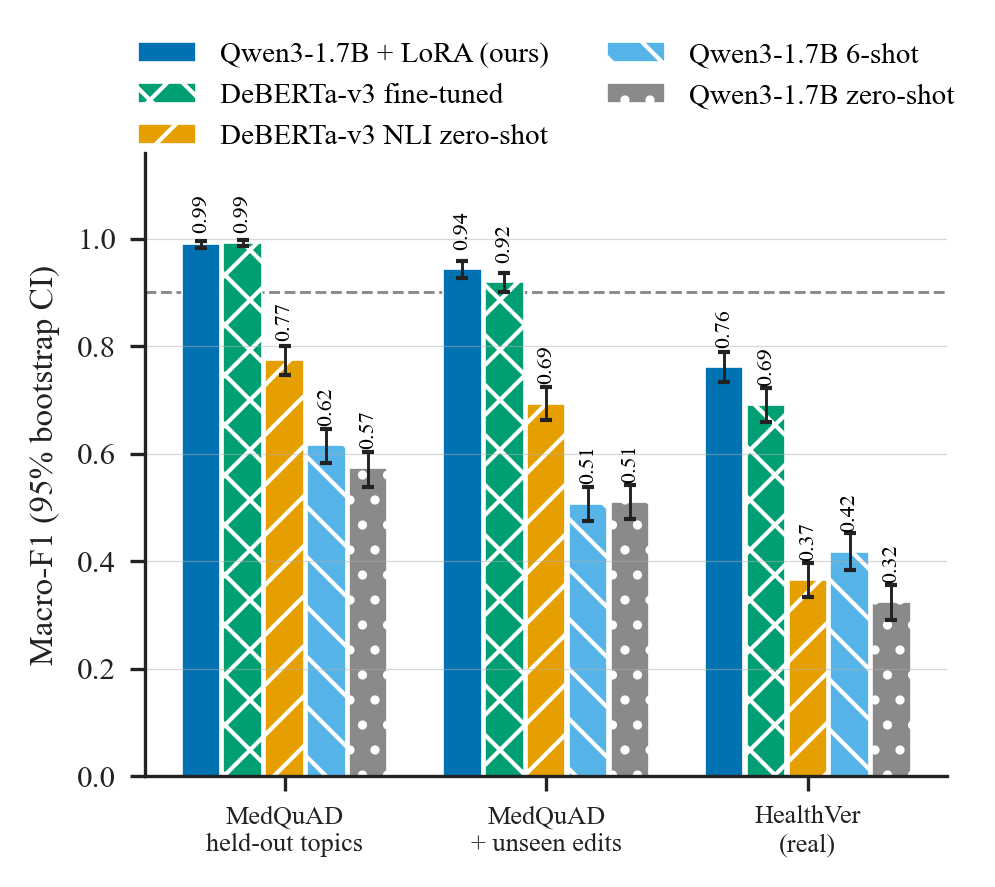 Qwen3-1.7B + LoRA (ours)
DeBERTa-v3 fine-tuned
DeBERTa-v3 NLI zero-shot
Qwen3-1.7B 6-shot
Qwen3-1.7B zero-shot
Macro-F1 (95% bootstrap CI)
1.0
0.8
0.6
0.4
0.2
0.0
0.99
0.99
0.77
0.62
0.57
0.94
0.92
0.69
0.51
0.51
0.76
0.69
0.37
0.42
0.32
MedQuAD
held-out topics
MedQuAD
+ unseen edits
HealthVer
(real)